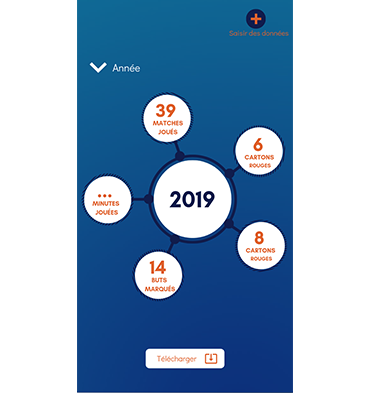 Saisir des données
Année
39
MATCHES
JOUÉS
6
CARTONS
ROUGES
...
MINUTES
JOUÉES
2019
8
CARTONS
ROUGES
14
BUTS
MARQUÉS
Télécharger